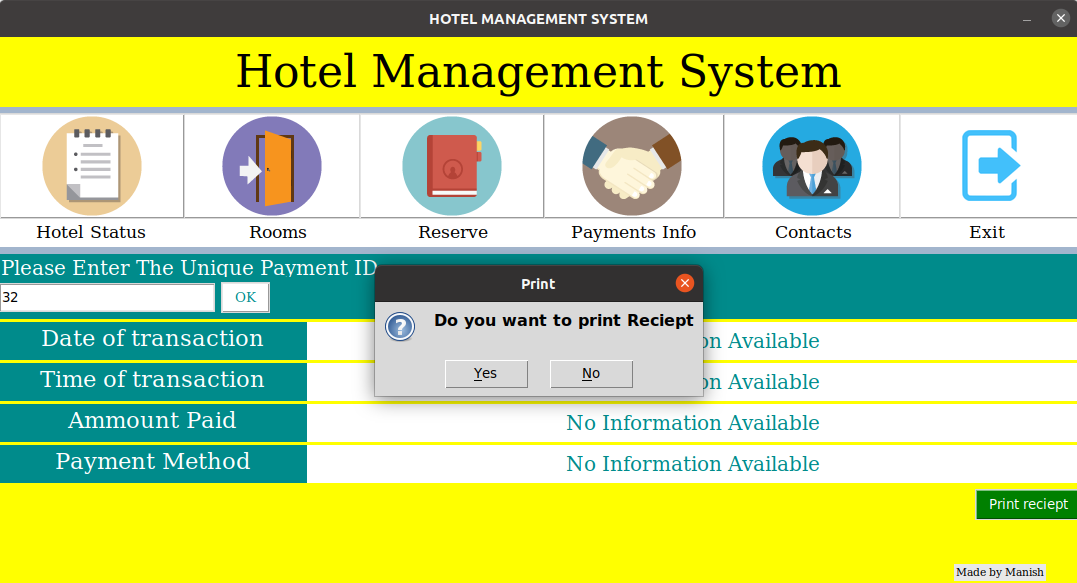 HOTEL MANAGEMENT SYSTEM
Hotel Management System
Hotel Status
Rooms
Reserve
Payments Info
Contacts
Exit
Please Enter The Unique Payment ID
32
OK
Print
Do you want to print Reciept
Yes
No
Date of transaction
on Available
Time of transaction
on Available
Ammount Paid
No Information Available
Payment Method
No Information Available
Print reciept
Made by Manish